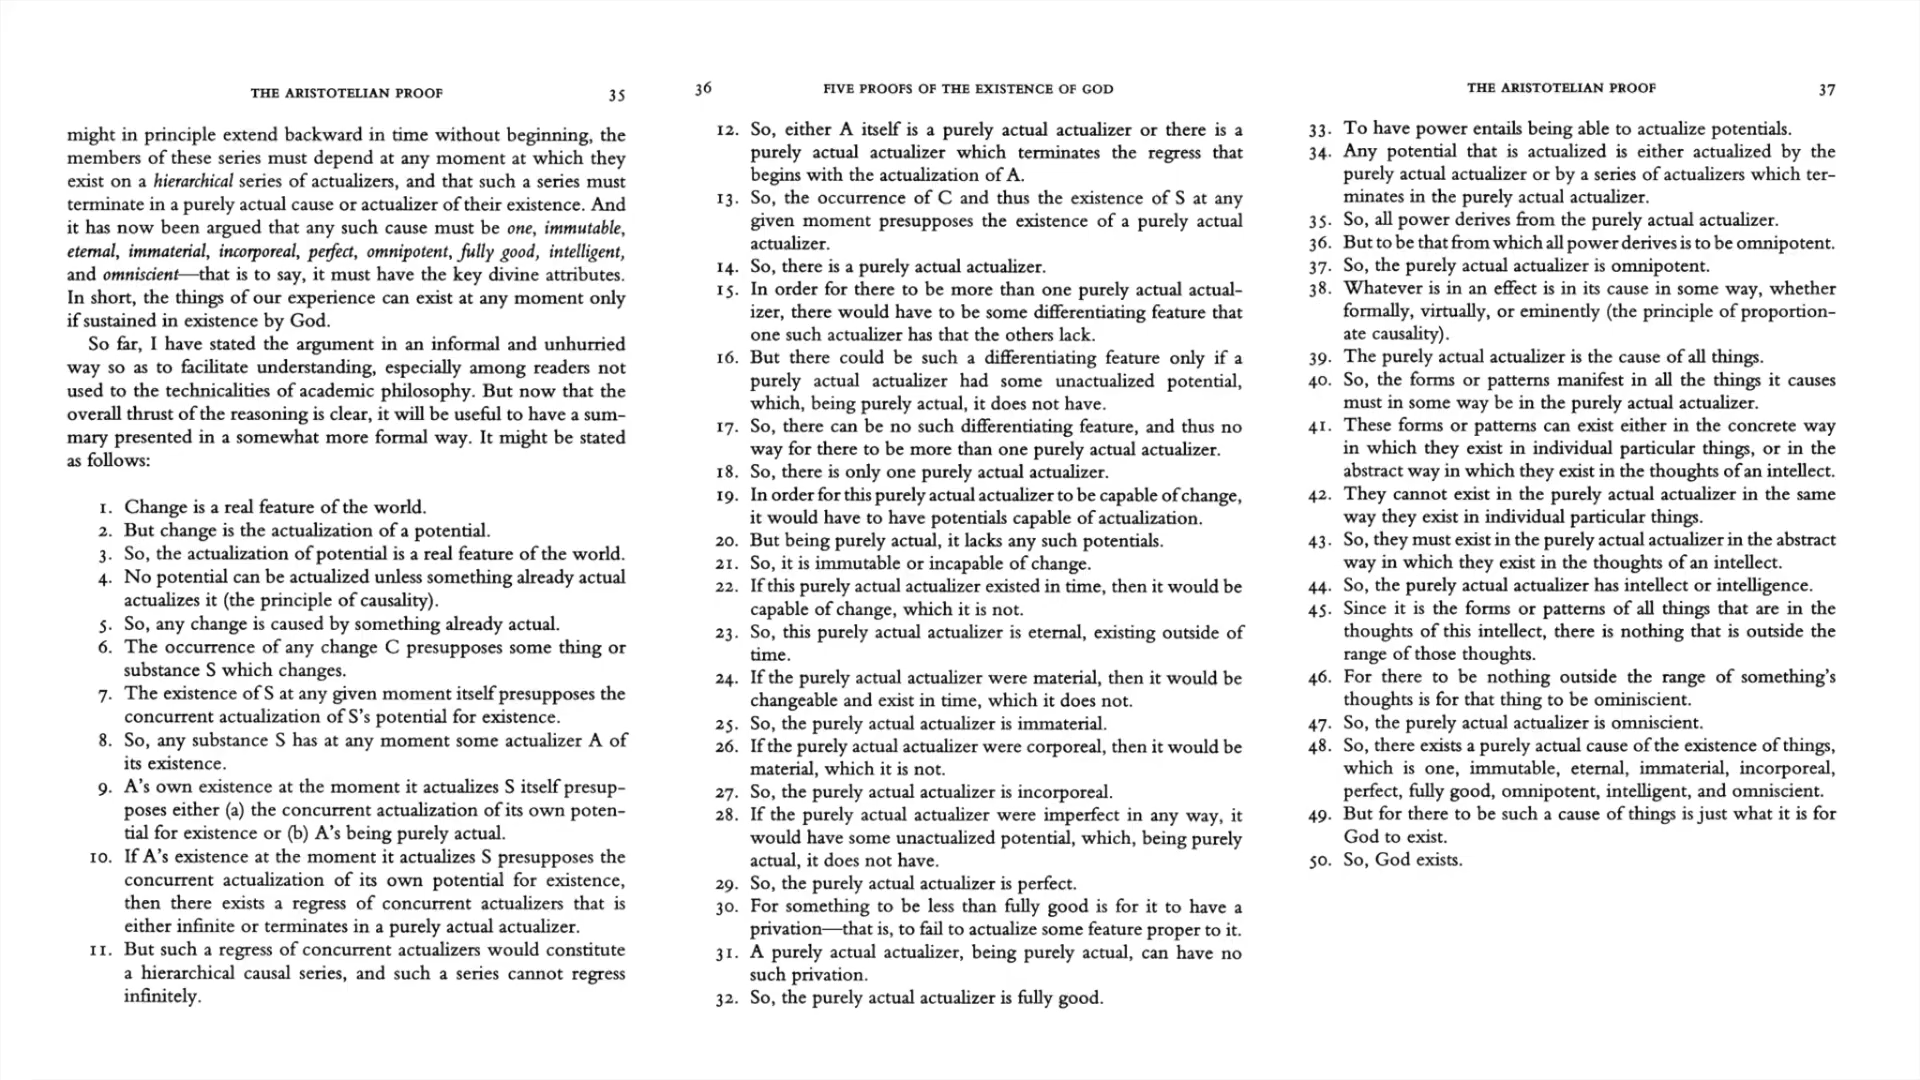 THE ARISTOTELIAN PROOF 35
might in principle extend backward in time without beginning, the
members of these series must depend at any moment at which they
exist on a hierarchical series of actualizers, and that such a series must
terminate in a purely actual cause or actualizer of their existence. And
it has now been argued that any such cause must be one, immutable,
eternal, immaterial, incorporeal, perfect, omnipotent, fully good, intelligent,
and omniscient—that is to say, it must have the key divine attributes.
In short, the things of our experience can exist at any moment only
if sustained in existence by God.
So far, I have stated the argument in an informal and unhurried
way so as to facilitate understanding, especially among readers not
used to the technicalities of academic philosophy. But now that the
overall thrust of the reasoning is clear, it will be useful to have a sum-
mary presented in a somewhat more formal way. It might be stated
as follows:
1. Change is a real feature of the world.
2. But change is the actualization of a potential.
3. So, the actualization of potential is a real feature of the world.
4. No potential can be actualized unless something already actual
actualizes it (the principle of causality).
5. So, any change is caused by something already actual.
6. The occurrence of any change C presupposes some thing or
substance S which changes.
7. The existence of S at any given moment itself presupposes the
concurrent actualization of S's potential for existence.
8. So, any substance S has at any moment some actualizer A of
its existence.
9. A's own existence at the moment it actualizes S itself presup-
poses either (a) the concurrent actualization of its own poten-
tial for existence or (b) A's being purely actual.
10. If A's existence at the moment it actualizes S presupposes the
concurrent actualization of its own potential for existence,
then there exists a regress of concurrent actualizers that is
either infinite or terminates in a purely actual actualizer.
11. But such a regress of concurrent actualizers would constitute
a hierarchical causal series, and such a series cannot regress
infinitely.
36 FIVE PROOFS OF THE EXISTENCE OF GOD
12. So, either A itself is a purely actual actualizer or there is a
purely actual actualizer which terminates the regress that
begins with the actualization of A.
13. So, the occurrence of C and thus the existence of S at any
given moment presupposes the existence of a purely actual
actualizer.
14. So, there is a purely actual actualizer.
15. In order for there to be more than one purely actual actual-
izer, there would have to be some differentiating feature that
one such actualizer has that the others lack.
16. But there could be such a differentiating feature only if a
purely actual actualizer had some unactualized potential,
which, being purely actual, it does not have.
17. So, there can be no such differentiating feature, and thus no
way for there to be more than one purely actual actualizer.
18. So, there is only one purely actual actualizer.
19. In order for this purely actual actualizer to be capable of change,
it would have to have potentials capable of actualization.
20. But being purely actual, it lacks any such potentials.
21. So, it is immutable or incapable of change.
22. If this purely actual actualizer existed in time, then it would be
capable of change, which it is not.
23. So, this purely actual actualizer is eternal, existing outside of
time.
24. If the purely actual actualizer were material, then it would be
changeable and exist in time, which it does not.
25. So, the purely actual actualizer is immaterial.
26. If the purely actual actualizer were corporeal, then it would be
material, which it is not.
27. So, the purely actual actualizer is incorporeal.
28. If the purely actual actualizer were imperfect in any way, it
would have some unactualized potential, which, being purely
actual, it does not have.
29. So, the purely actual actualizer is perfect.
30. For something to be less than fully good is for it to have a
privation—that is, to fail to actualize some feature proper to it.
31. A purely actual actualizer, being purely actual, can have no
such privation.
32. So, the purely actual actualizer is fully good.
THE ARISTOTELIAN PROOF 37
33. To have power entails being able to actualize potentials.
34. Any potential that is actualized is either actualized by the
purely actual actualizer or by a series of actualizers which ter-
minates in the purely actual actualizer.
35. So, all power derives from the purely actual actualizer.
36. But to be that from which all power derives is to be omnipotent.
37. So, the purely actual actualizer is omnipotent.
38. Whatever is in an effect is in its cause in some way, whether
formally, virtually, or eminently (the principle of proportion-
ate causality).
39. The purely actual actualizer is the cause of all things.
40. So, the forms or patterns manifest in all the things it causes
must in some way be in the purely actual actualizer.
41. These forms or patterns can exist either in the concrete way
in which they exist in individual particular things, or in the
abstract way in which they exist in the thoughts of an intellect.
42. They cannot exist in the purely actual actualizer in the same
way they exist in individual particular things.
43. So, they must exist in the purely actual actualizer in the abstract
way in which they exist in the thoughts of an intellect.
44. So, the purely actual actualizer has intellect or intelligence.
45. Since it is the forms or patterns of all things that are in the
thoughts of this intellect, there is nothing that is outside the
range of those thoughts.
46. For there to be nothing outside the range of something's
thoughts is for that thing to be ominiscient.
47. So, the purely actual actualizer is omniscient.
48. So, there exists a purely actual cause of the existence of things,
which is one, immutable, eternal, immaterial, incorporeal,
perfect, fully good, omnipotent, intelligent, and omniscient.
49. But for there to be such a cause of things is just what it is for
God to exist.
50. So, God exists.